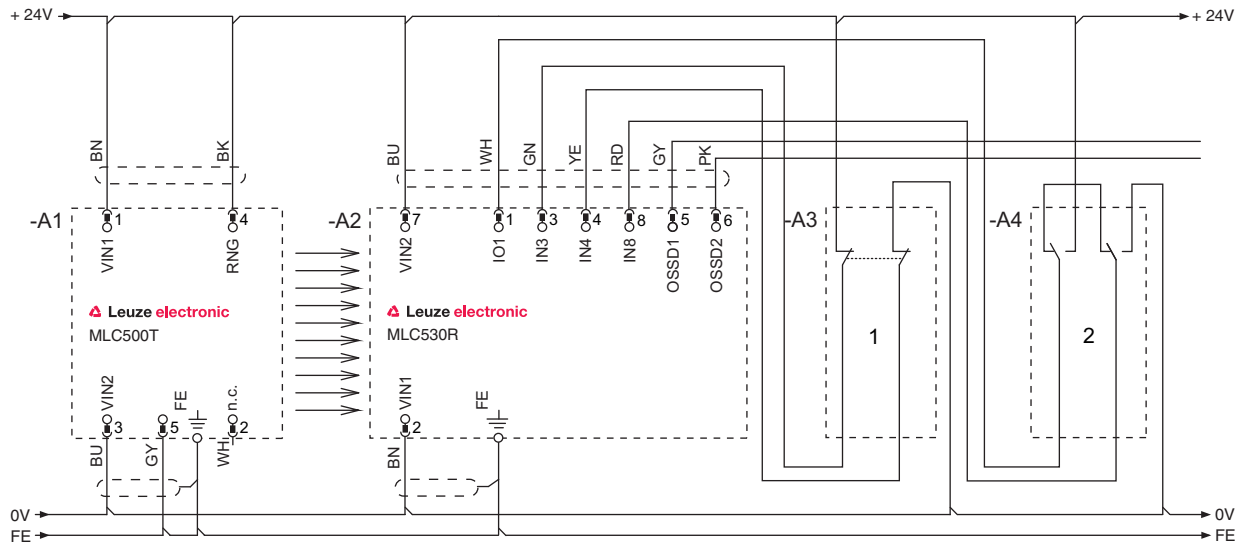 + 24V
+ 24V
BN
BK
BU
WH
GN
YE
RD
GY
PK
-A1
1
4
-A2
7
1
3
4
8
5
6
-A3
-A4
VIN1
RNG
VIN2
IO1
IN3
IN4
IN8
OSSD1
OSSD2
Leuze electronic
MLC500T
Leuze electronic
MLC530R
1
2
VIN2
FE
n.c.
VIN1
FE
3
5
2
2
BU
GY
WH
BN
0V
0V
FE
FE